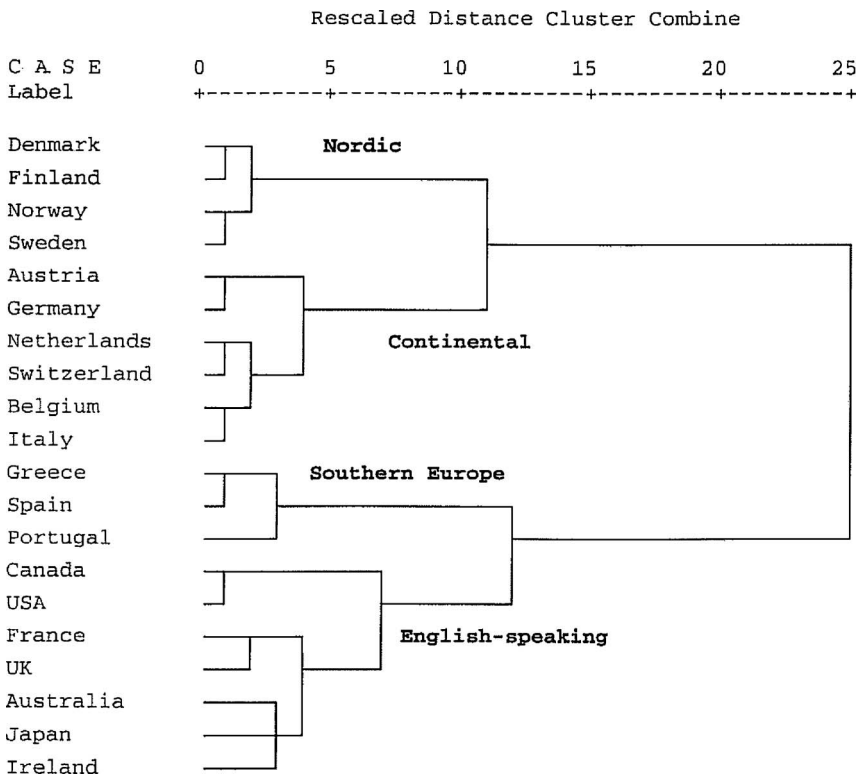 Rescaled Distance Cluster Combine
C A S E 0 5 10 15 20 25
Label +---------+---------+---------+---------+---------+
Denmark Nordic
Finland
Norway
Sweden
Austria
Germany
Netherlands Continental
Switzerland
Belgium
Italy
Greece Southern Europe
Spain
Portugal
Canada
USA
France English-speaking
UK
Australia
Japan
Ireland